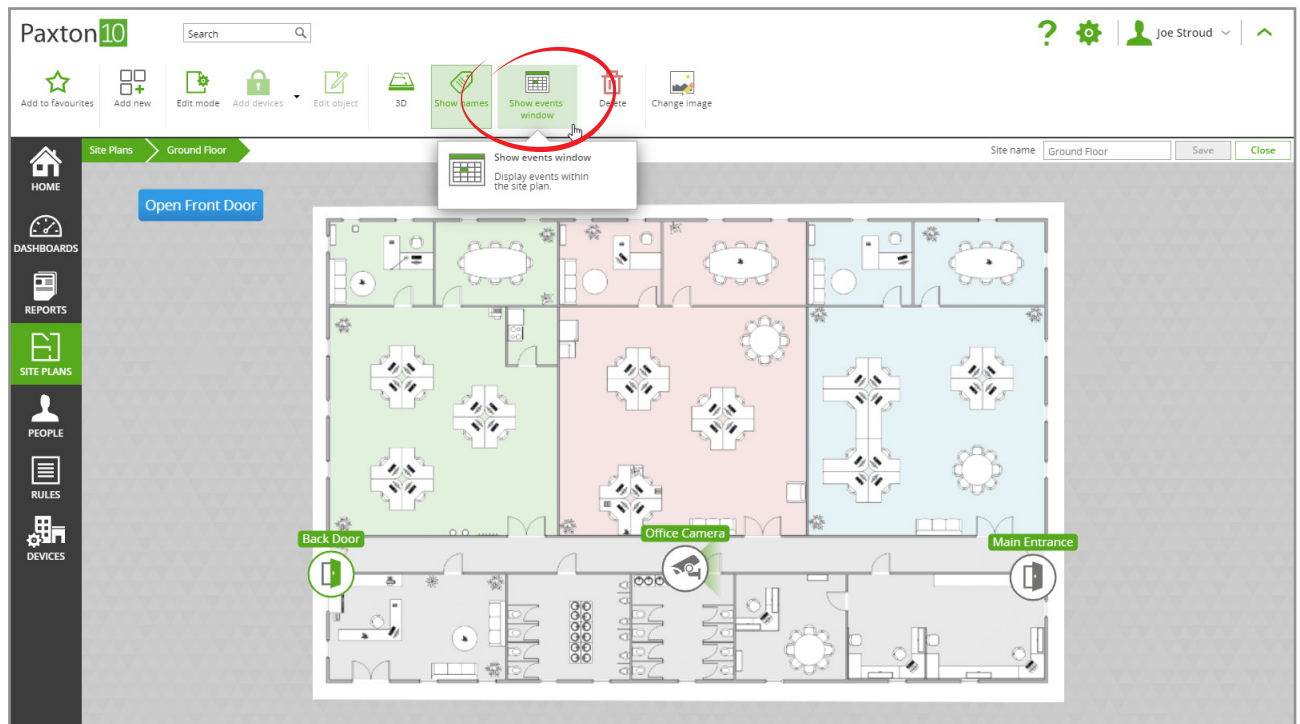 Paxton10
Search
Joe Stroud
Add to favourites
Add new
Edit mode
Add devices
Edit object
3D
Show names
Show events
window
Delete
Change image
Site Plans
Ground Floor
Show events window
Display events within
the site plan.
Site name
Ground Floor
Save
Close
HOME
DASHBOARDS
REPORTS
SITE PLANS
PEOPLE
RULES
DEVICES
Open Front Door
Back Door
Office Camera
Main Entrance